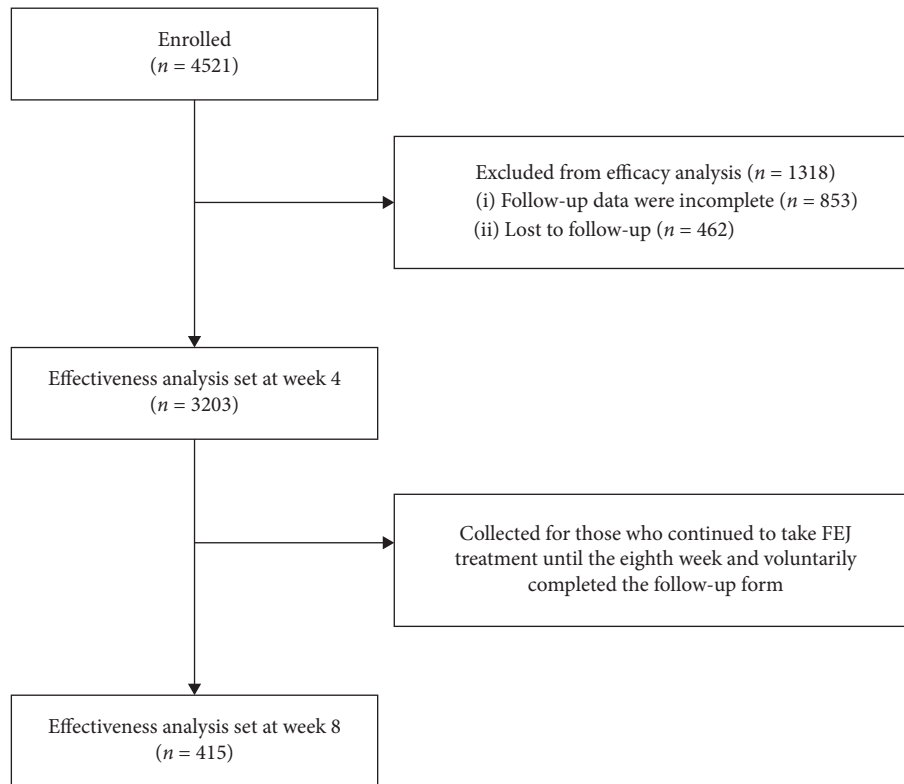 Enrolled
(n = 4521)
Excluded from efficacy analysis (n = 1318)
(i) Follow-up data were incomplete (n = 853)
(ii) Lost to follow-up (n = 462)
Effectiveness analysis set at week 4
(n = 3203)
Collected for those who continued to take FEJ
treatment until the eighth week and voluntarily
completed the follow-up form
Effectiveness analysis set at week 8
(n = 415)